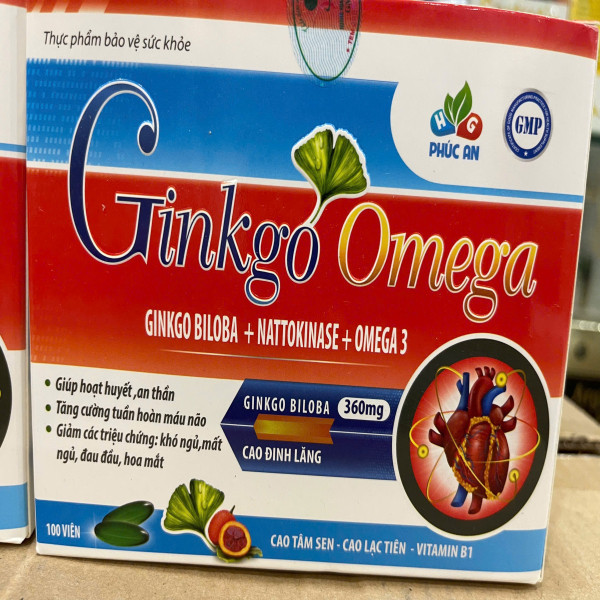 Thực phẩm bảo vệ sức khỏe
HG
PHÚC AN
GMP
Ginkgo Omega
GINKGO BILOBA + NATTOKINASE + OMEGA 3
• Giúp hoạt huyết ,an thần
• Tăng cường tuần hoàn máu não
• Giảm các triệu chứng: khó ngủ,mất
ngủ, đau đầu, hoa mắt
GINKGO BILOBA 360mg
CAO ĐINH LĂNG
100 VIÊN
CAO TÂM SEN - CAO LẠC TIÊN - VITAMIN B1